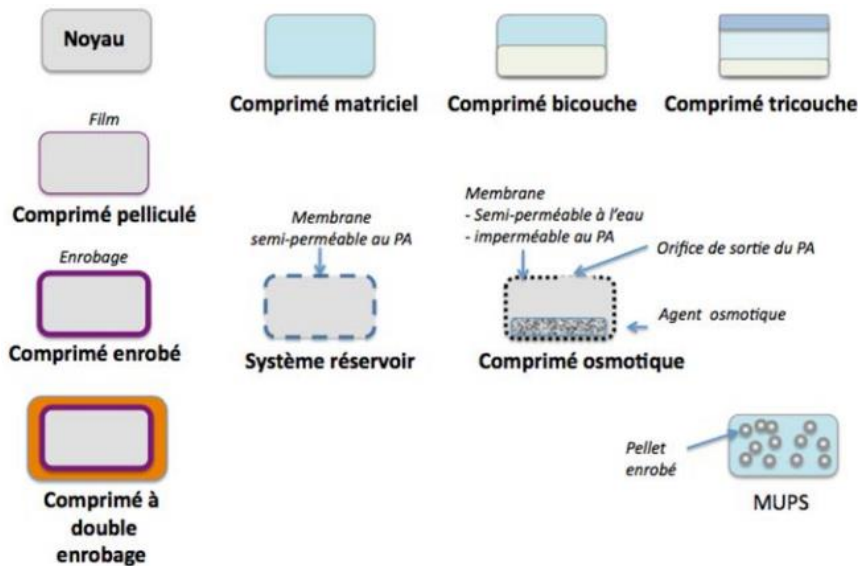 Noyau
Comprimé matriciel
Comprimé bicouche
Comprimé tricouche
Film
Comprimé pelliculé
Membrane
semi-perméable au PA
Membrane
- Semi-perméable à l'eau
- imperméable au PA
Orifice de sortie du PA
Enrobage
Agent osmotique
Comprimé enrobé
Système réservoir
Comprimé osmotique
Pellet
enrobé
MUPS
Comprimé à
double
enrobage